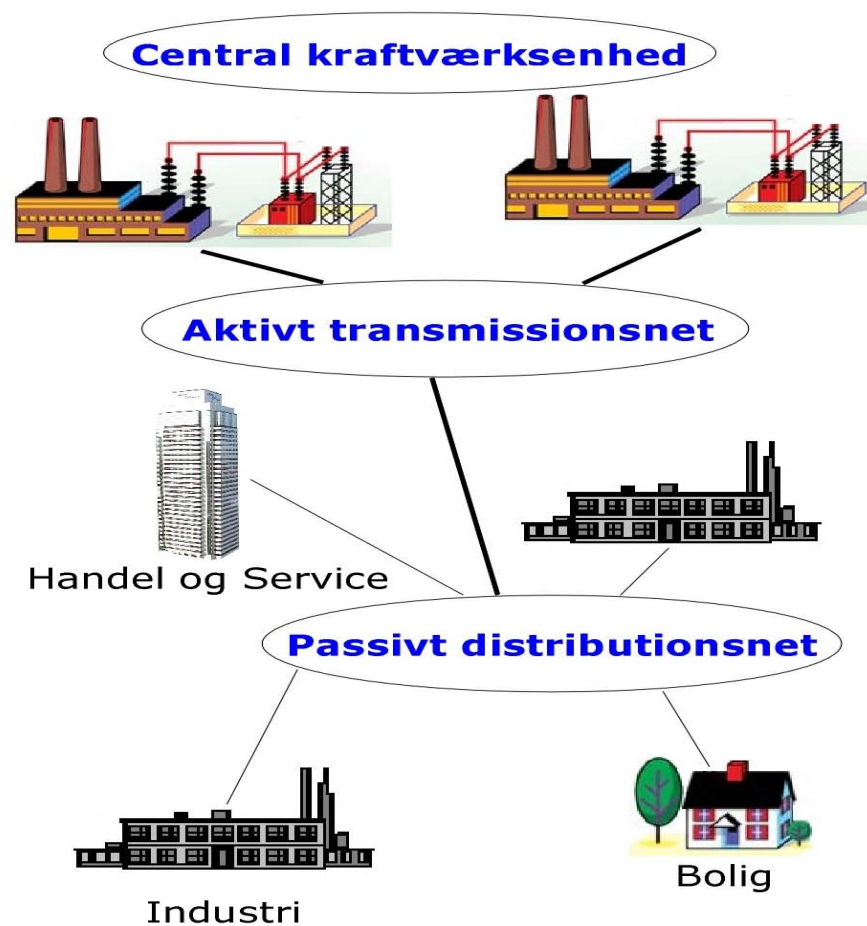 Central kraftværksenhed
Aktivt transmissionsnet
Handel og Service
Passivt distributionsnet
Bolig
Industri